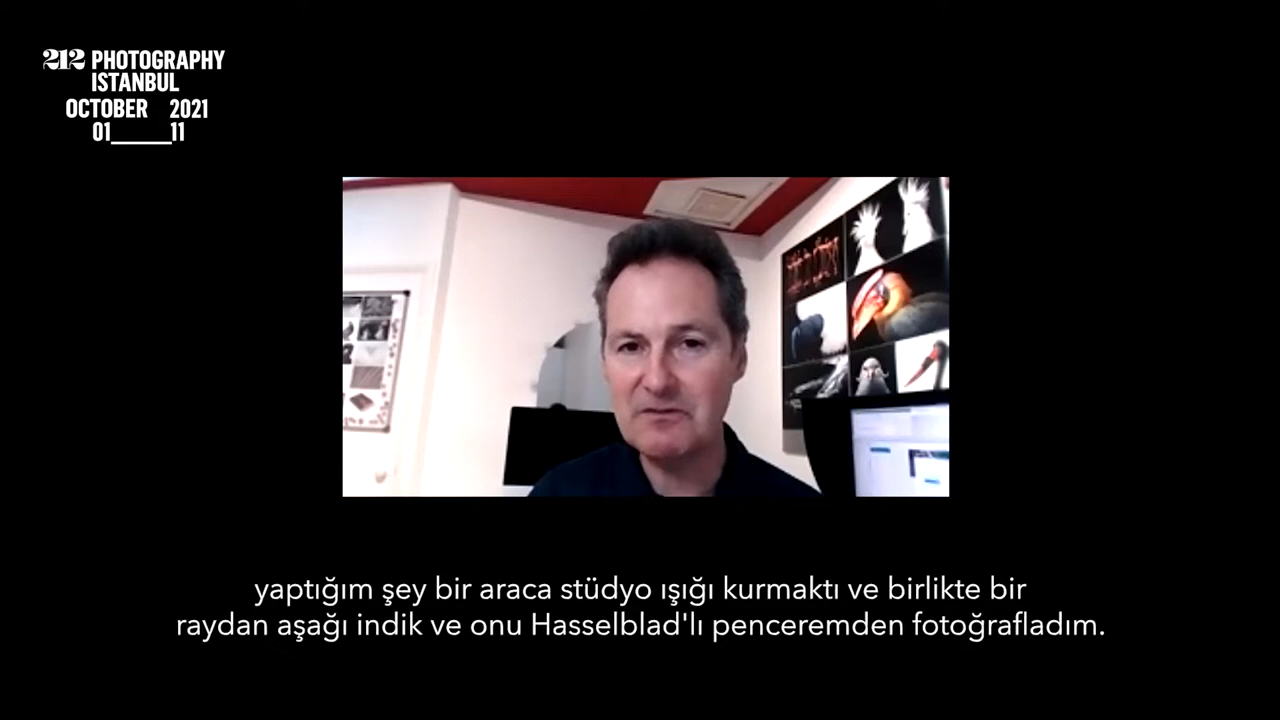 212 PHOTOGRAPHY
ISTANBUL
OCTOBER 2021
01____11
yaptığım şey bir araca stüdyo ışığı kurmaktı ve birlikte bir
raydan aşağı indik ve onu Hasselblad'lı penceremden fotoğrafladım.